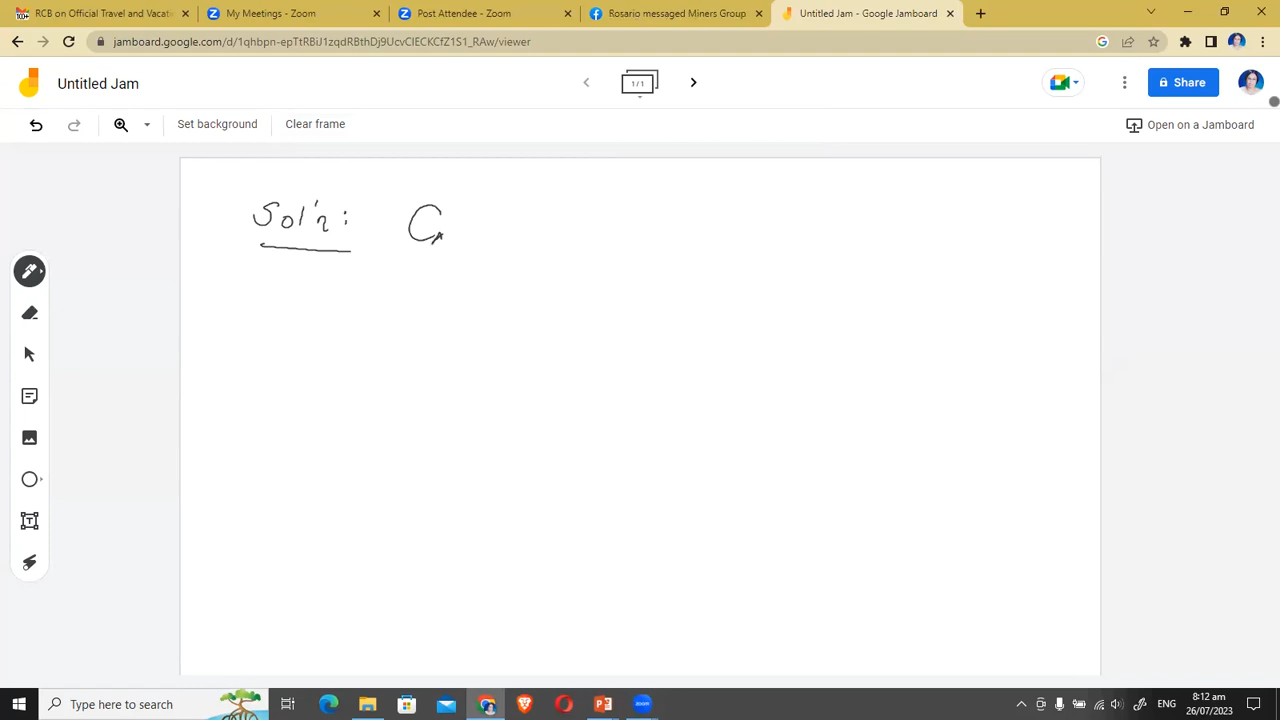 RCB on Official Travel and Vacati
My Meetings - Zoom
Post Attendee - Zoom
Rosario messaged Miners Group
Untitled Jam - Google Jamboard
jamboard.google.com/d/1qhbpn-epTtRBiJ1zqdRBthDj9UcvClECKCfZ1S1_RAw/viewer
Untitled Jam
1/1
Share
Set background
Clear frame
Open on a Jamboard
Sol'n: C
Type here to search
ENG
8:12 am
26/07/2023